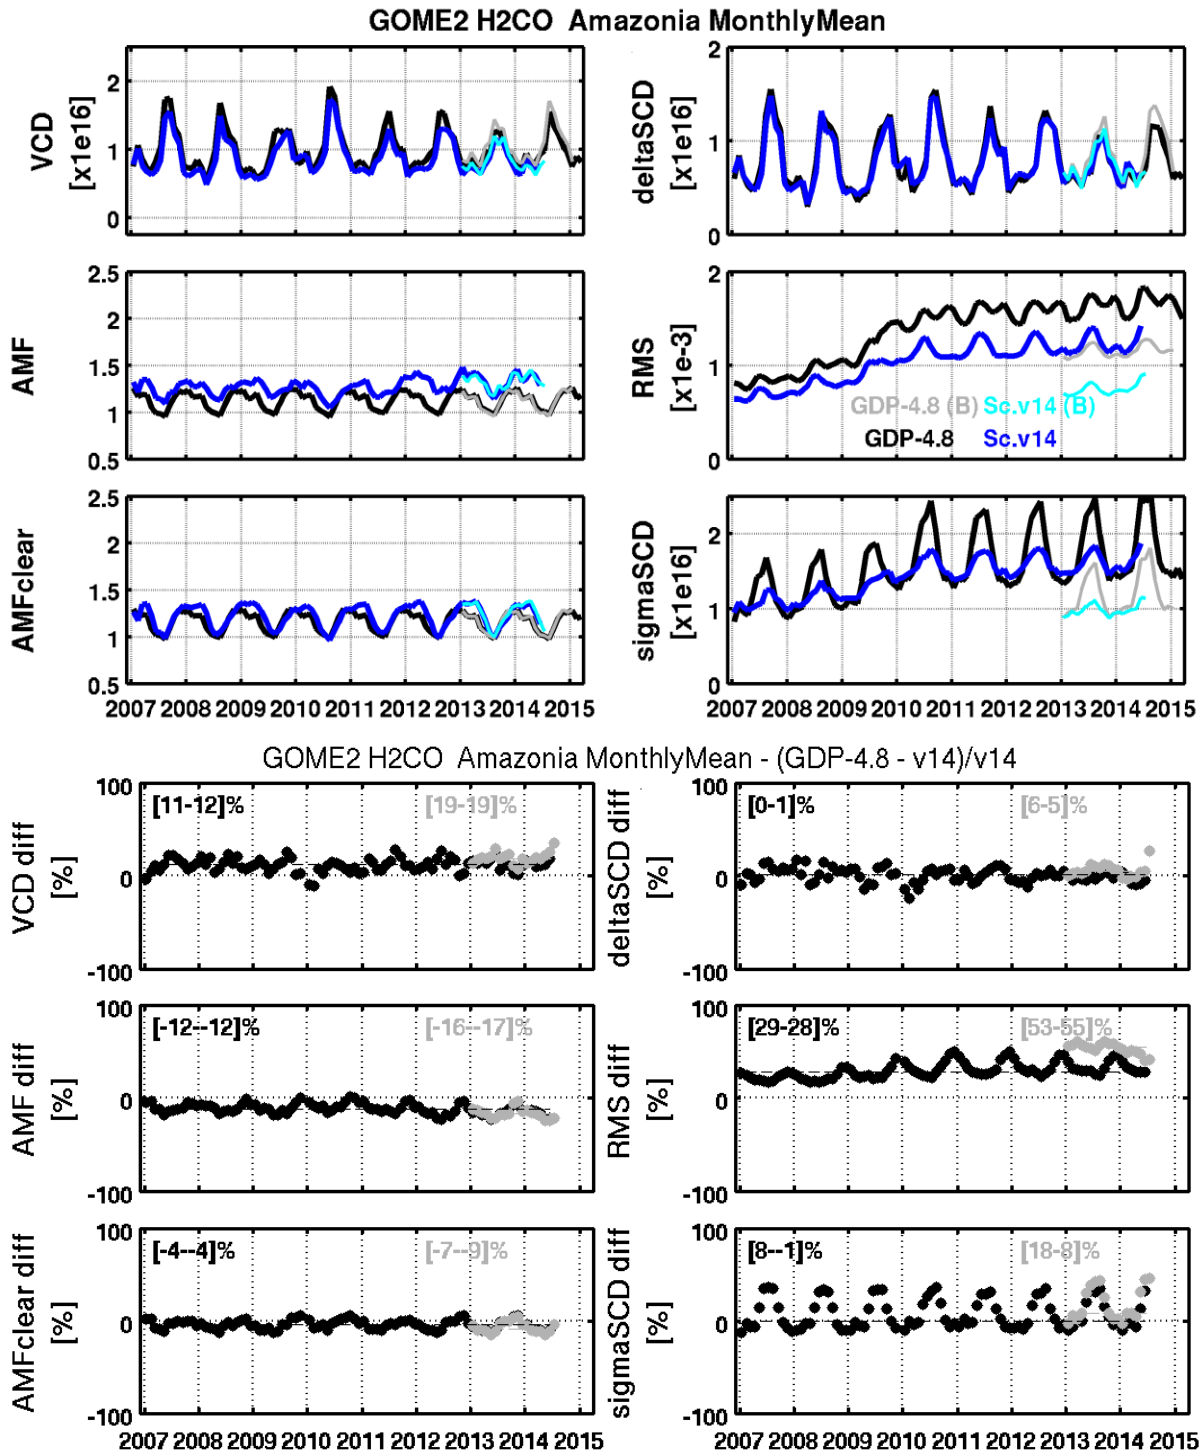 GOME2 H2CO  Amazonia MonthlyMean
VCD
[x1e16]
2
1
0
deltaSCD
[x1e16]
2
1
0
AMF
2.5
2
1.5
1
0.5
RMS
[x1e-3]
2
1
0
GDP-4.8 (B) Sc.v14 (B)
GDP-4.8 Sc.v14
AMFclear
2.5
2
1.5
1
0.5
2007 2008 2009 2010 2011 2012 2013 2014 2015
sigmaSCD
[x1e16]
2
1
0
2007 2008 2009 2010 2011 2012 2013 2014 2015
GOME2 H2CO  Amazonia MonthlyMean - (GDP-4.8 - v14)/v14
VCD diff
[%]
100
0
-100
[11-12]% [19-19]%
deltaSCD diff
[%]
100
0
-100
[0-1]% [6-5]%
AMF diff
[%]
100
0
-100
[-12--12]% [-16--17]%
RMS diff
[%]
100
0
-100
[29-28]% [53-55]%
AMFclear diff
[%]
100
0
-100
[-4--4]% [-7--9]%
2007 2008 2009 2010 2011 2012 2013 2014 2015
sigmaSCD diff
[%]
100
0
-100
[8--1]% [18-8]%
2007 2008 2009 2010 2011 2012 2013 2014 2015